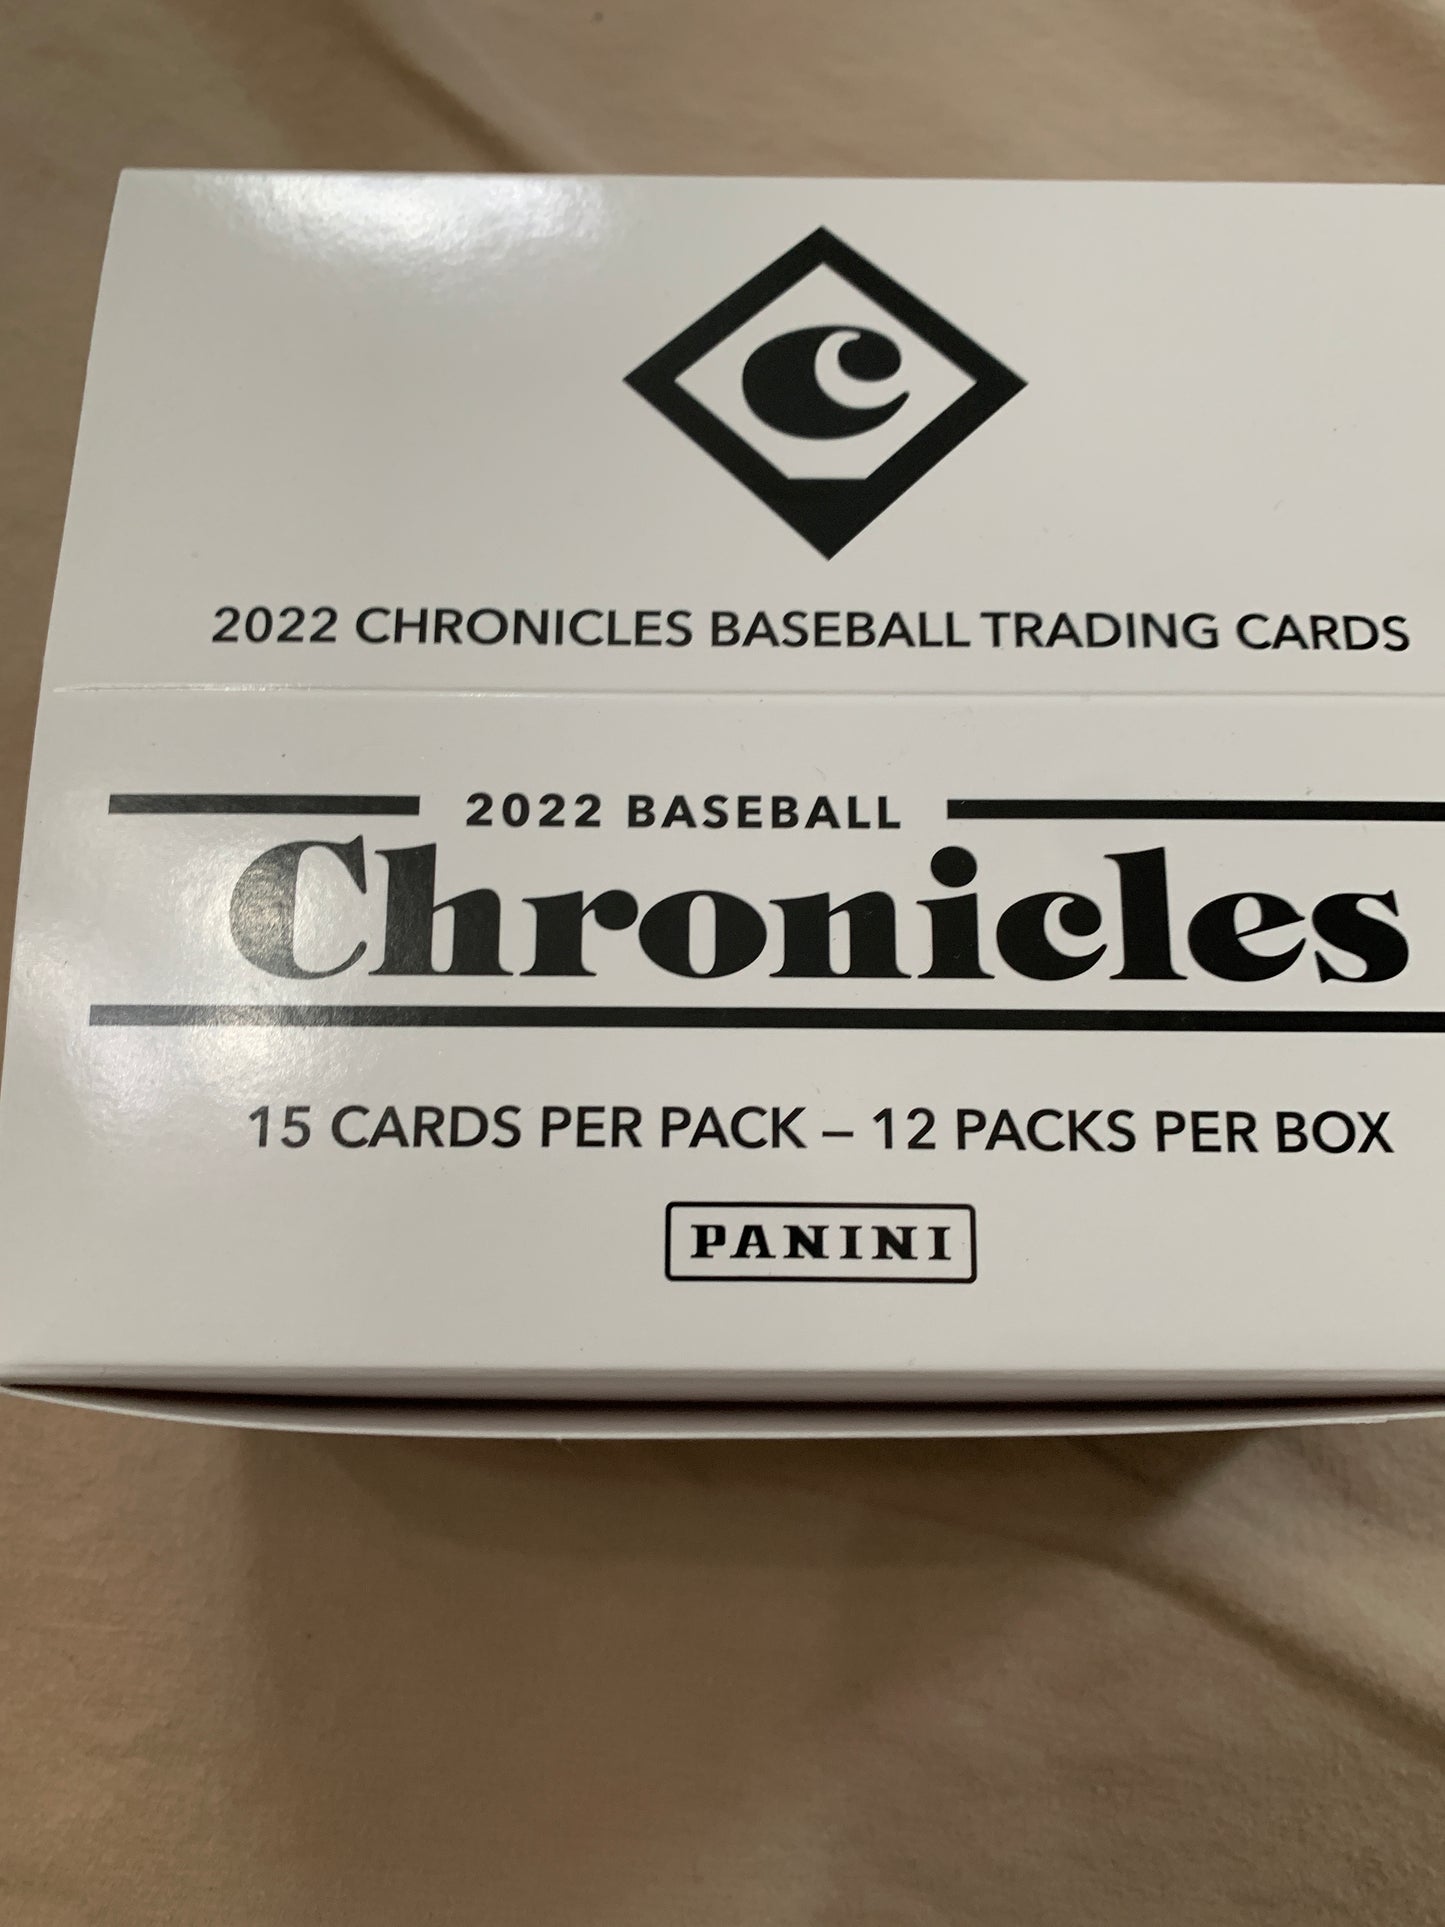 C
2022 CHRONICLES BASEBALL TRADING CARDS
2022 BASEBALL
Chronicles
15 CARDS PER PACK – 12 PACKS PER BOX
PANINI